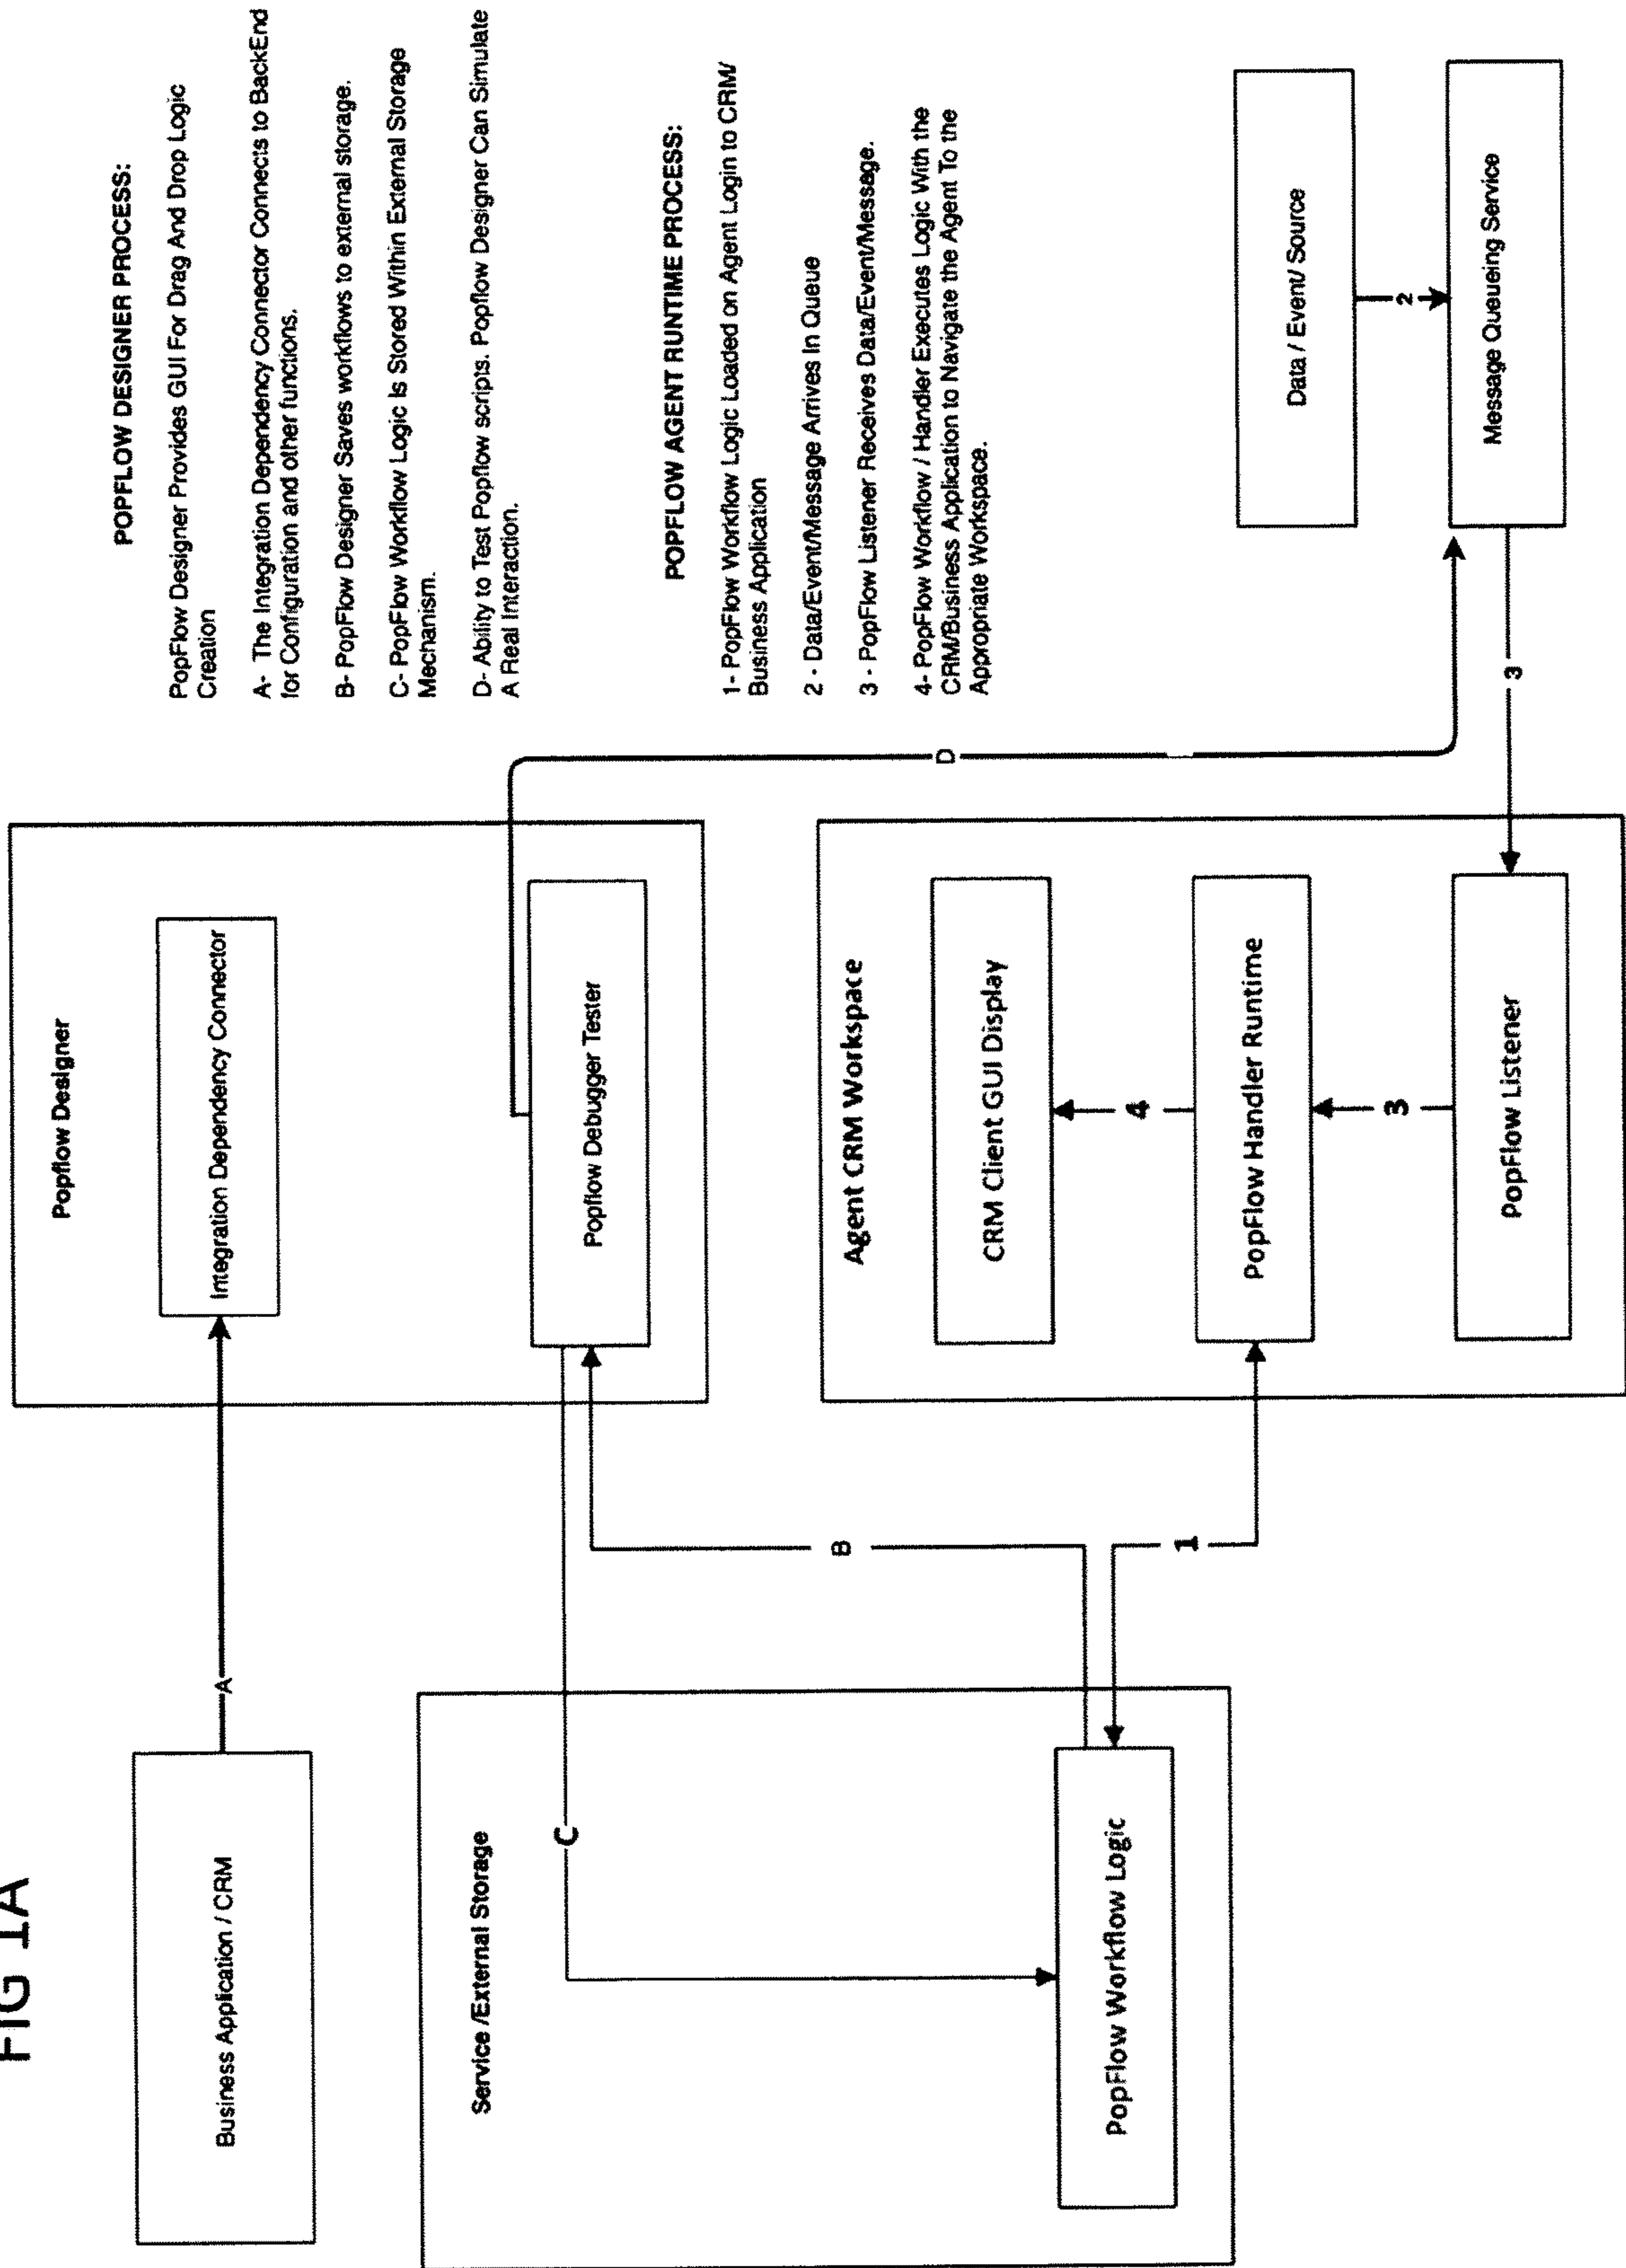 FIG 1A
Business Application / CRM
A
Popflow Designer
Integration Dependency Connector
Popflow Debugger Tester
Service /External Storage
C
PopFlow Workflow Logic
B
1
D
Agent CRM Workspace
CRM Client GUI Display
4
PopFlow Handler Runtime
3
PopFlow Listener
3
Data / Event/ Source
2
Message Queueing Service
POPFLOW DESIGNER PROCESS:
PopFlow Designer Provides GUI For Drag And Drop Logic
Creation
A- The Integration Dependency Connector Connects to BackEnd
for Configuration and other functions.
B- PopFlow Designer Saves workflows to external storage.
C- PopFlow Workflow Logic Is Stored Within External Storage
Mechanism.
D- Ability to Test Popflow scripts. Popflow Designer Can Simulate
A Real Interaction.
POPFLOW AGENT RUNTIME PROCESS:
1- PopFlow Workflow Logic Loaded on Agent Login to CRM/
Business Application
2 - Data/Event/Message Arrives In Queue
3 - PopFlow Listener Receives Data/Event/Message.
4- PopFlow Workflow / Handler Executes Logic With the
CRM/Business Application to Navigate the Agent To the
Appropriate Workspace.